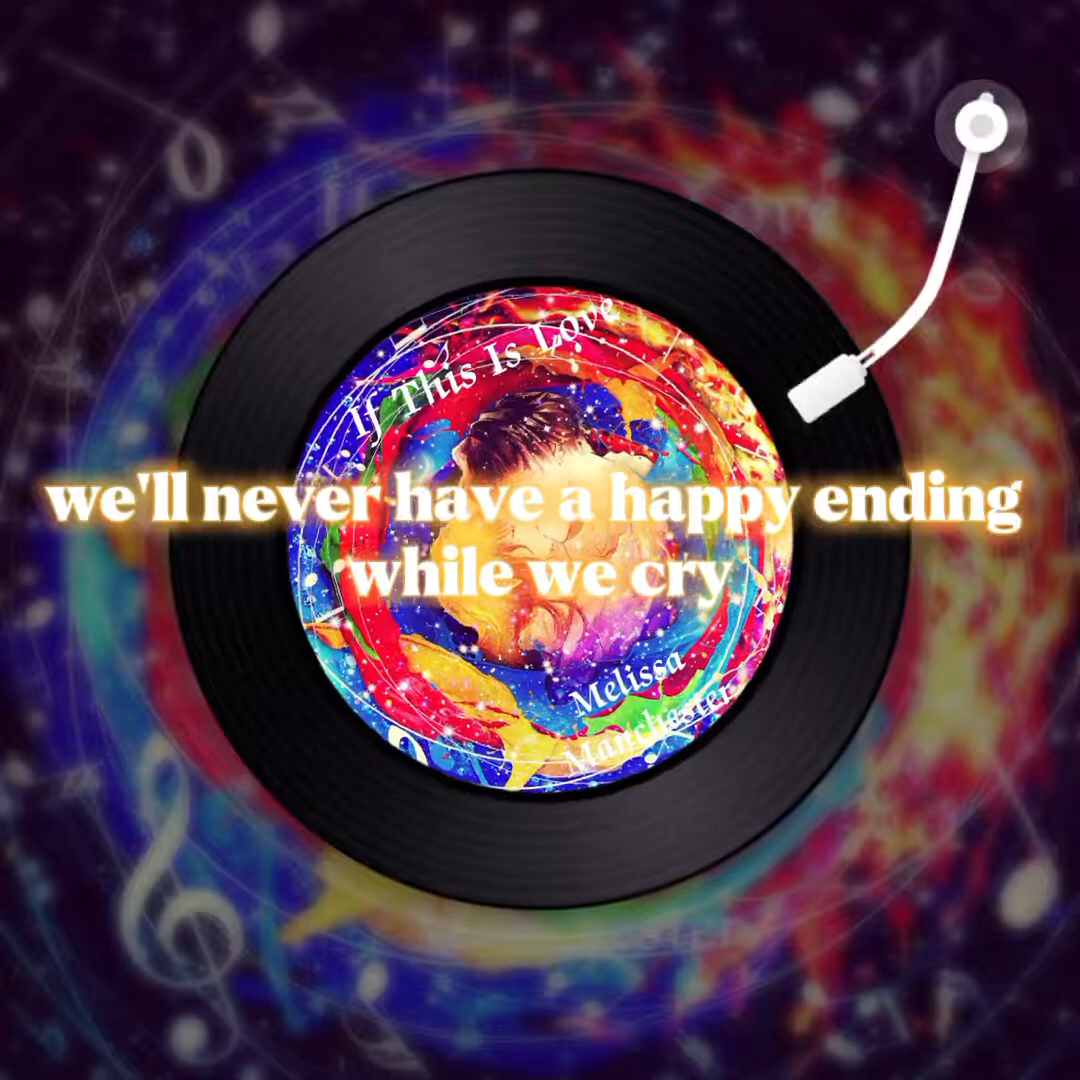 If This Is Love
we'll never have a happy ending
while we cry
Melissa
Manchester